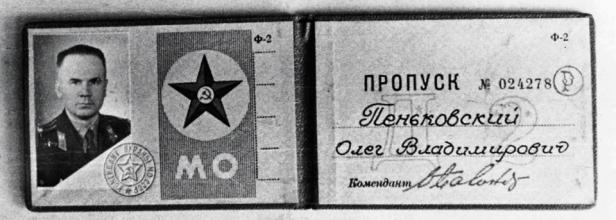 Ф-2
МО
Ф-2
ПРОПУСК № 024278
Пеньковский
Олег Владимирович
Комендант